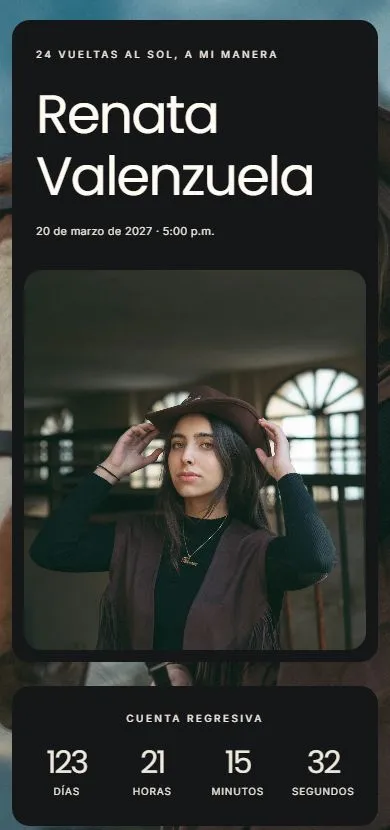 24 VUELTAS AL SOL, A MI MANERA
Renata
Valenzuela
20 de marzo de 2027 · 5:00 p.m.
CUENTA REGRESIVA
123 21 15 32
DÍAS HORAS MINUTOS SEGUNDOS